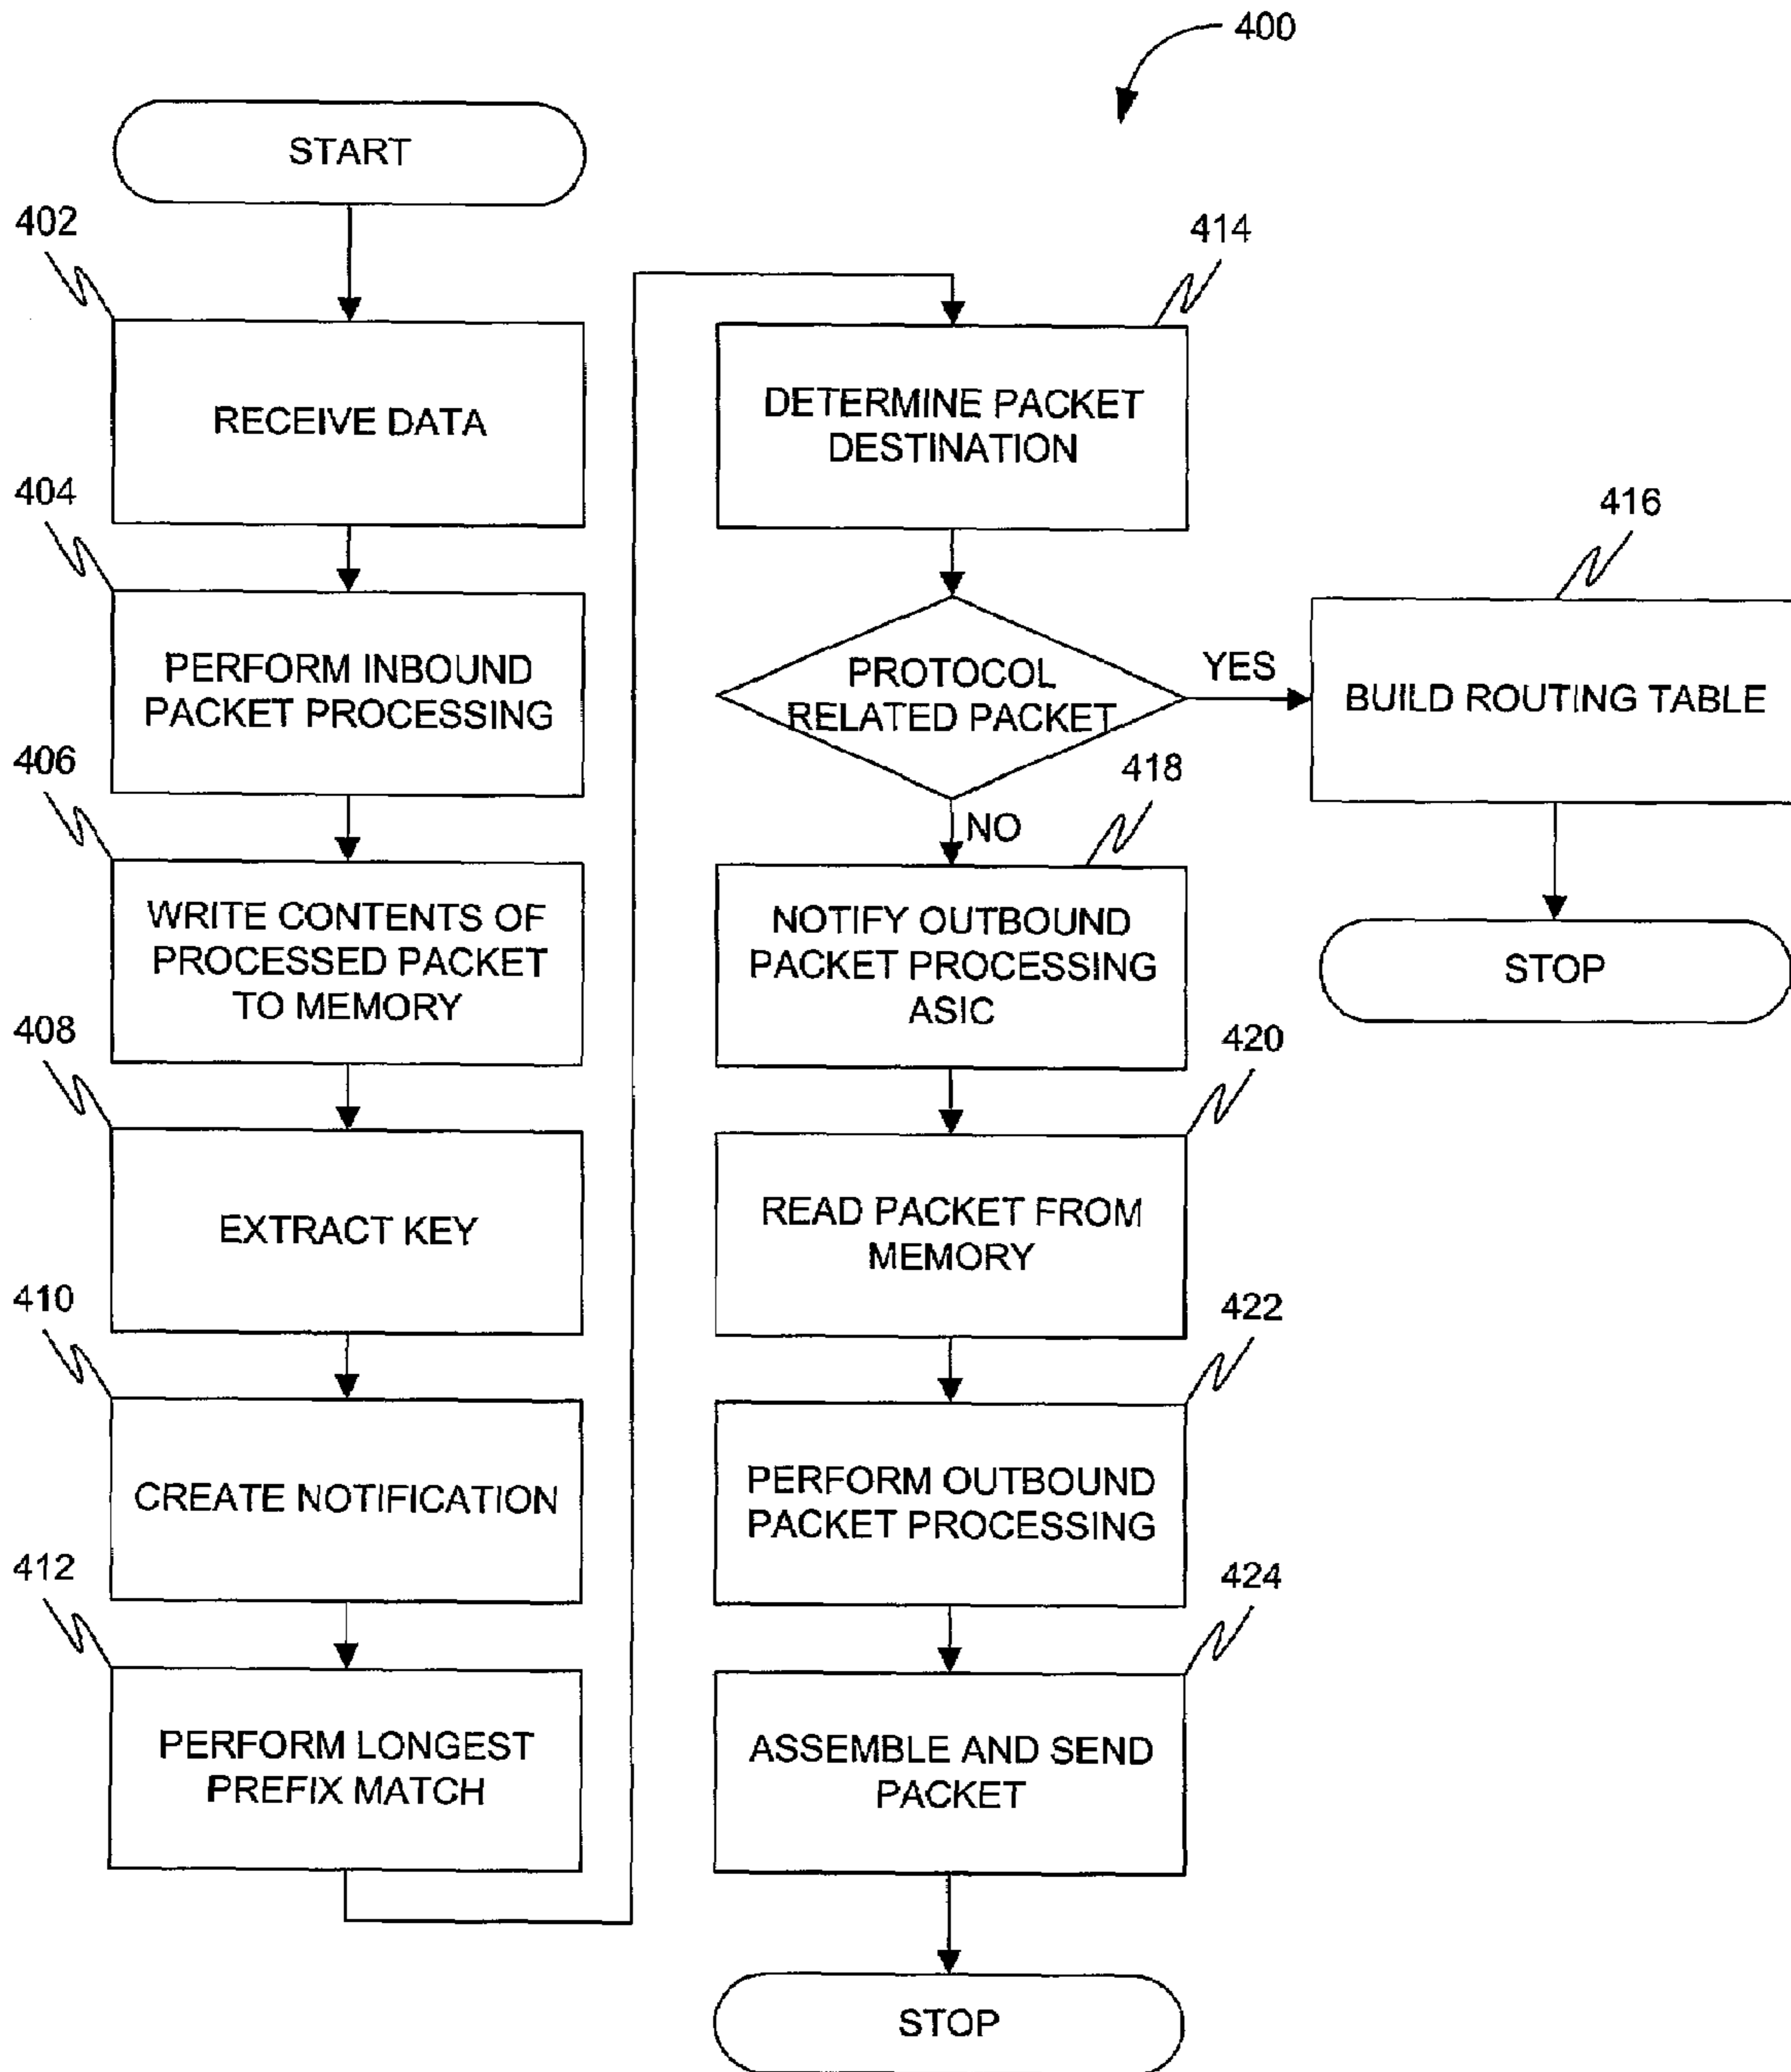 400
START
402
RECEIVE DATA
404
PERFORM INBOUND
PACKET PROCESSING
406
WRITE CONTENTS OF
PROCESSED PACKET
TO MEMORY
408
EXTRACT KEY
410
CREATE NOTIFICATION
412
PERFORM LONGEST
PREFIX MATCH
414
DETERMINE PACKET
DESTINATION
PROTOCOL
RELATED PACKET
YES
416
BUILD ROUTING TABLE
STOP
NO
418
NOTIFY OUTBOUND
PACKET PROCESSING
ASIC
420
READ PACKET FROM
MEMORY
422
PERFORM OUTBOUND
PACKET PROCESSING
424
ASSEMBLE AND SEND
PACKET
STOP